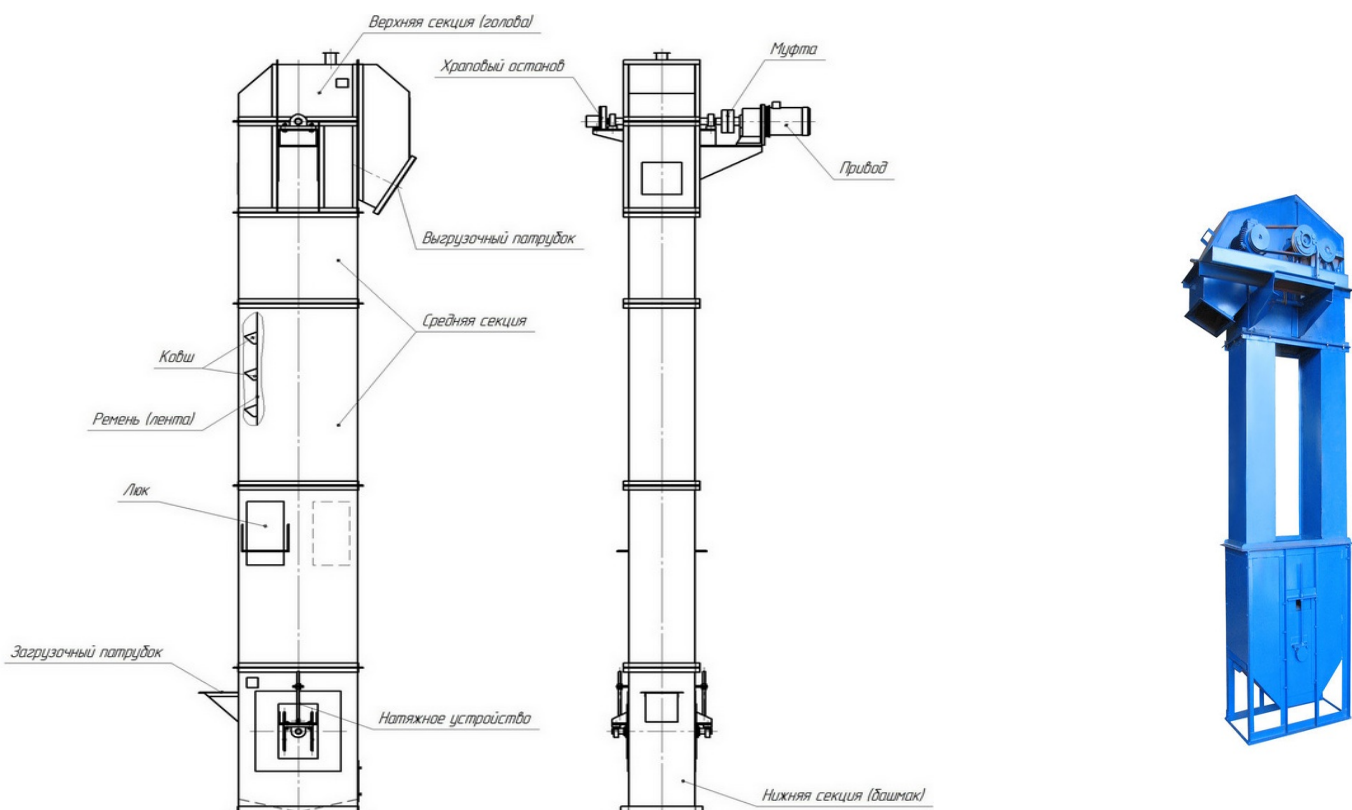 Верхняя секция (голова)
Храповый останов
Муфта
Привод
Выгрузочный патрубок
Средняя секция
Ковш
Ремень (лента)
Люк
Загрузочный патрубок
Натяжное устройство
Нижняя секция (башмак)